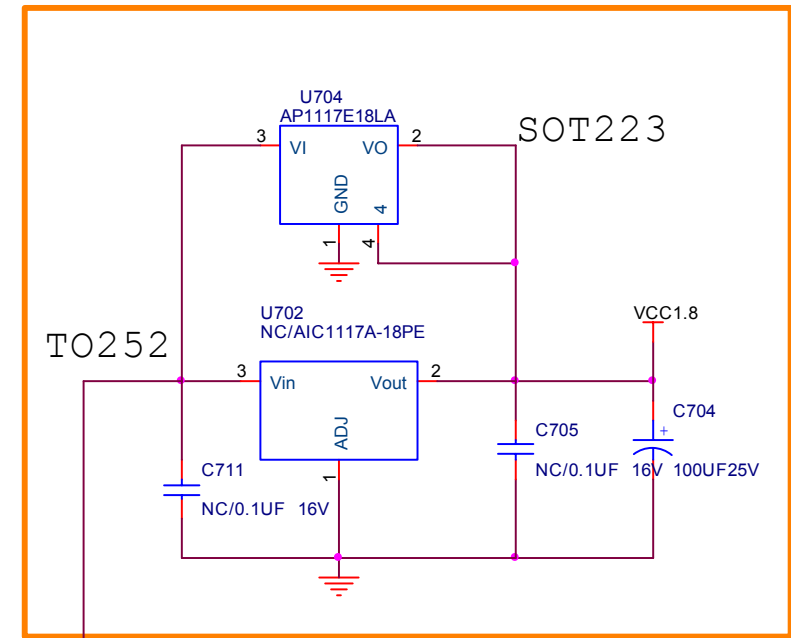 U704
AP1117E18LA
SOT223
3
VI
VO
2
GND
4
1
4
U702
NC/AIC1117A-18PE
VCC1.8
TO252
3
Vin
Vout
2
ADJ
1
C704
+
C705
C711
NC/0.1UF 16V
100UF25V
NC/0.1UF 16V